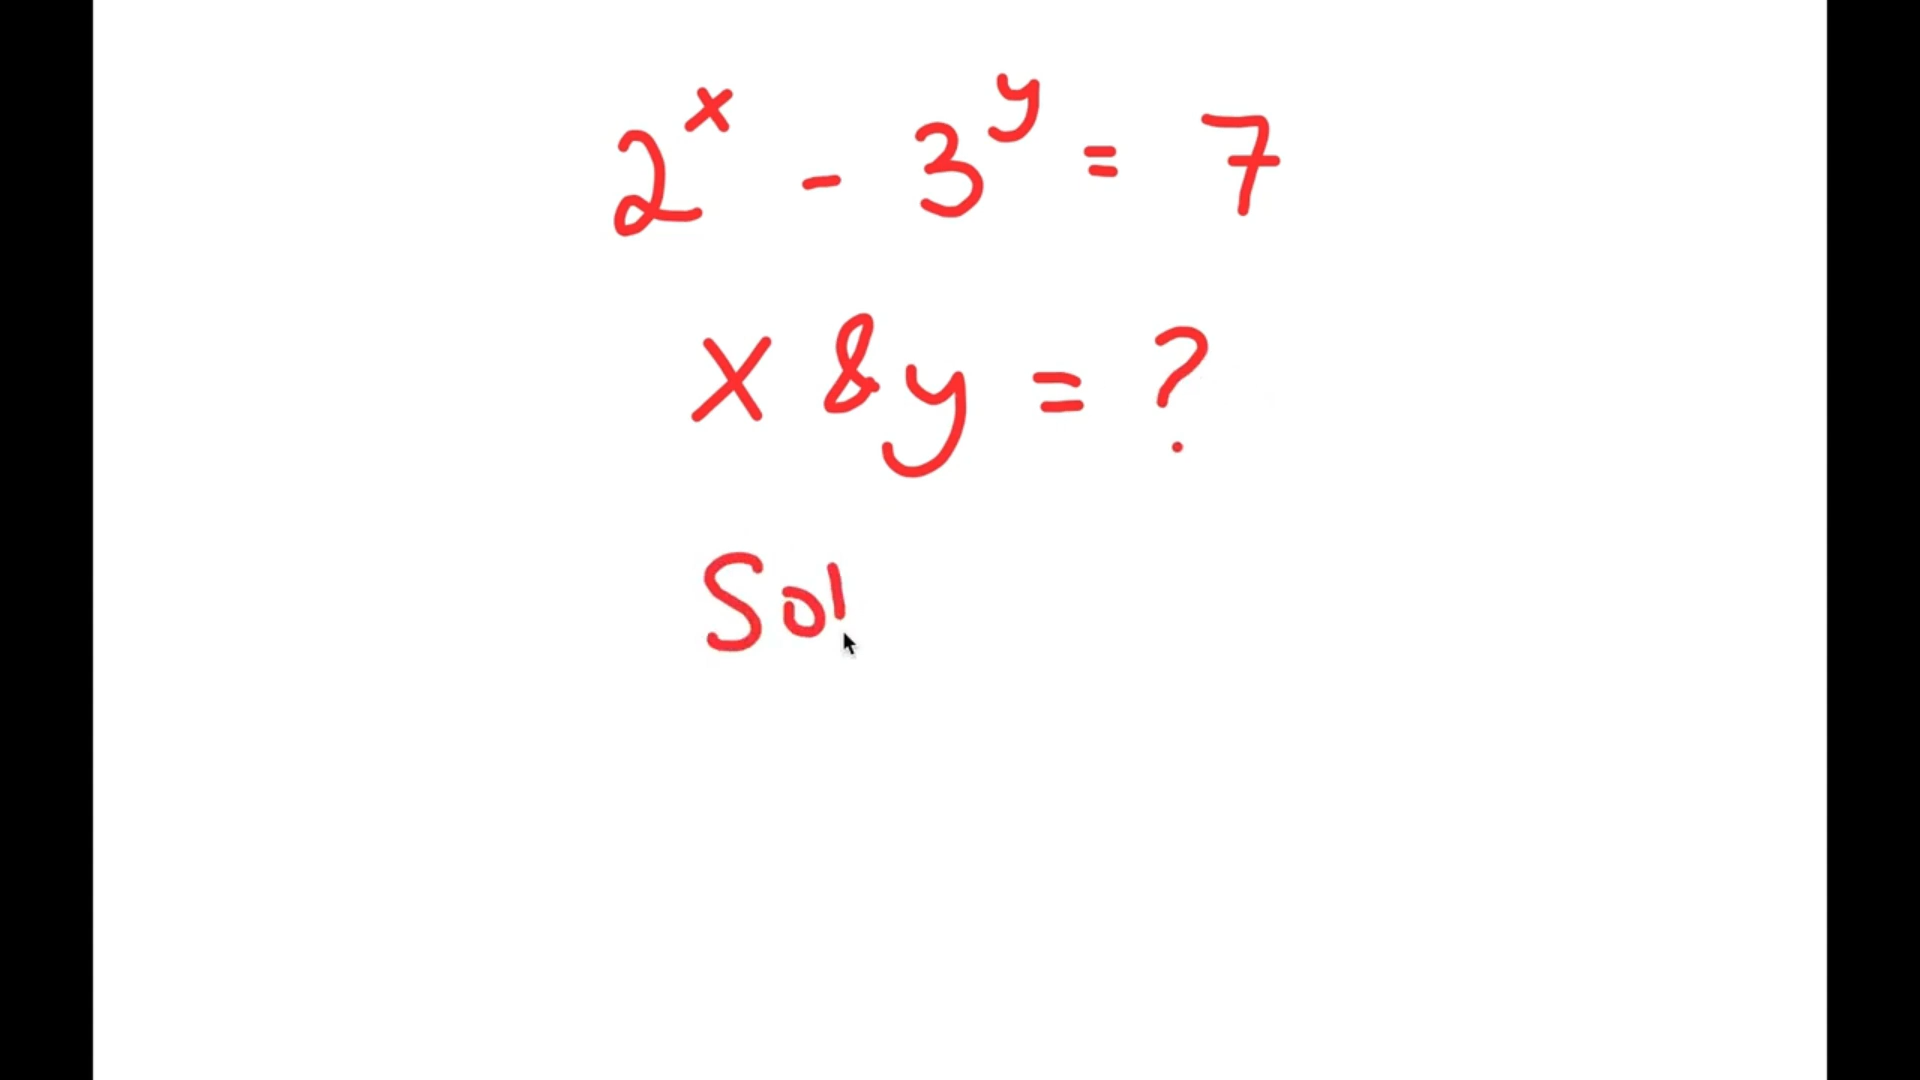 2^x - 3^y = 7
x & y = ?
Sol